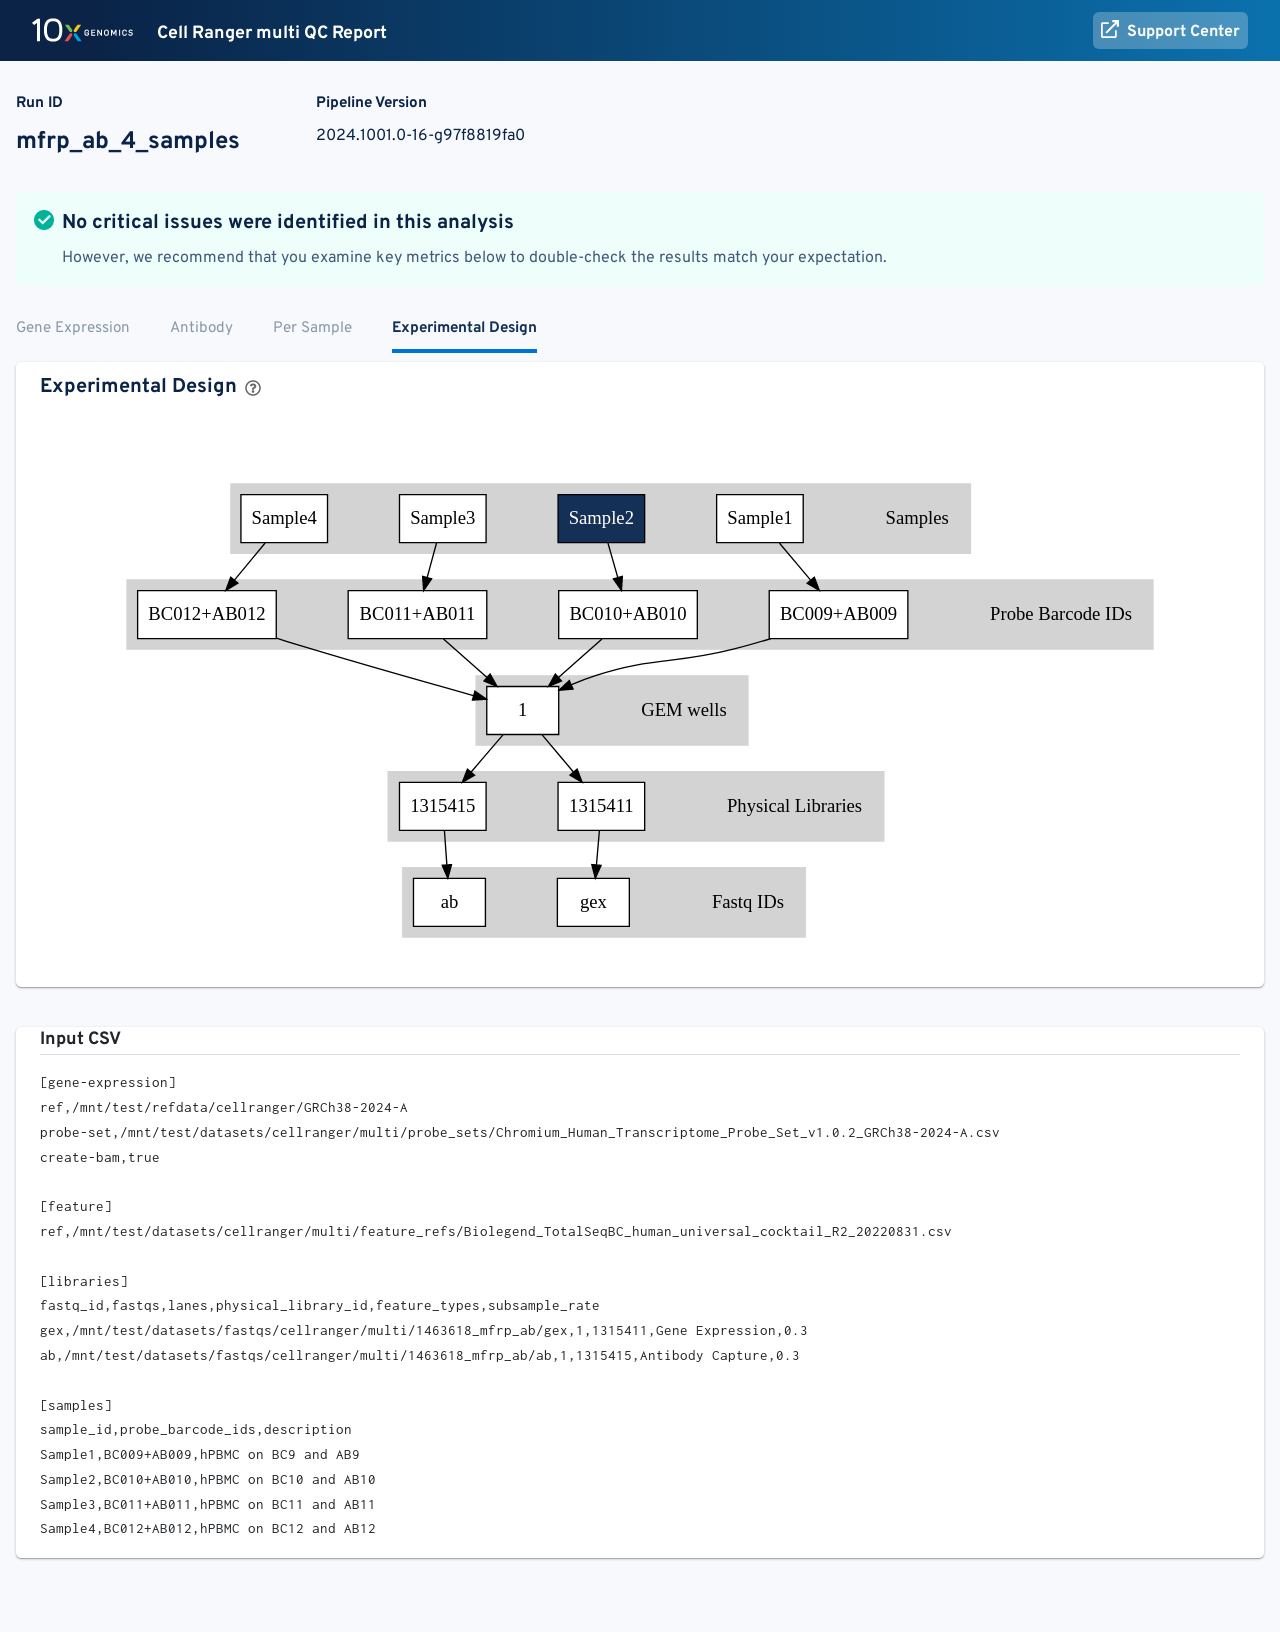 10x GENOMICS Cell Ranger multi QC Report Support Center
Run ID Pipeline Version
mfrp_ab_4_samples 2024.1001.0-16-g97f8819fa0
No critical issues were identified in this analysis
However, we recommend that you examine key metrics below to double-check the results match your expectation.
Gene Expression Antibody Per Sample Experimental Design
Experimental Design ?
Sample4 Sample3 Sample2 Sample1 Samples
BC012+AB012 BC011+AB011 BC010+AB010 BC009+AB009 Probe Barcode IDs
1 GEM wells
1315415 1315411 Physical Libraries
ab gex Fastq IDs
Input CSV
[gene-expression]
ref,/mnt/test/refdata/cellranger/GRCh38-2024-A
probe-set,/mnt/test/datasets/cellranger/multi/probe_sets/Chromium_Human_Transcriptome_Probe_Set_v1.0.2_GRCh38-2024-A.csv
create-bam,true
[feature]
ref,/mnt/test/datasets/cellranger/multi/feature_refs/Biolegend_TotalSeqBC_human_universal_cocktail_R2_20220831.csv
[libraries]
fastq_id,fastqs,lanes,physical_library_id,feature_types,subsample_rate
gex,/mnt/test/datasets/fastqs/cellranger/multi/1463618_mfrp_ab/gex,1,1315411,Gene Expression,0.3
ab,/mnt/test/datasets/fastqs/cellranger/multi/1463618_mfrp_ab/ab,1,1315415,Antibody Capture,0.3
[samples]
sample_id,probe_barcode_ids,description
Sample1,BC009+AB009,hPBMC on BC9 and AB9
Sample2,BC010+AB010,hPBMC on BC10 and AB10
Sample3,BC011+AB011,hPBMC on BC11 and AB11
Sample4,BC012+AB012,hPBMC on BC12 and AB12